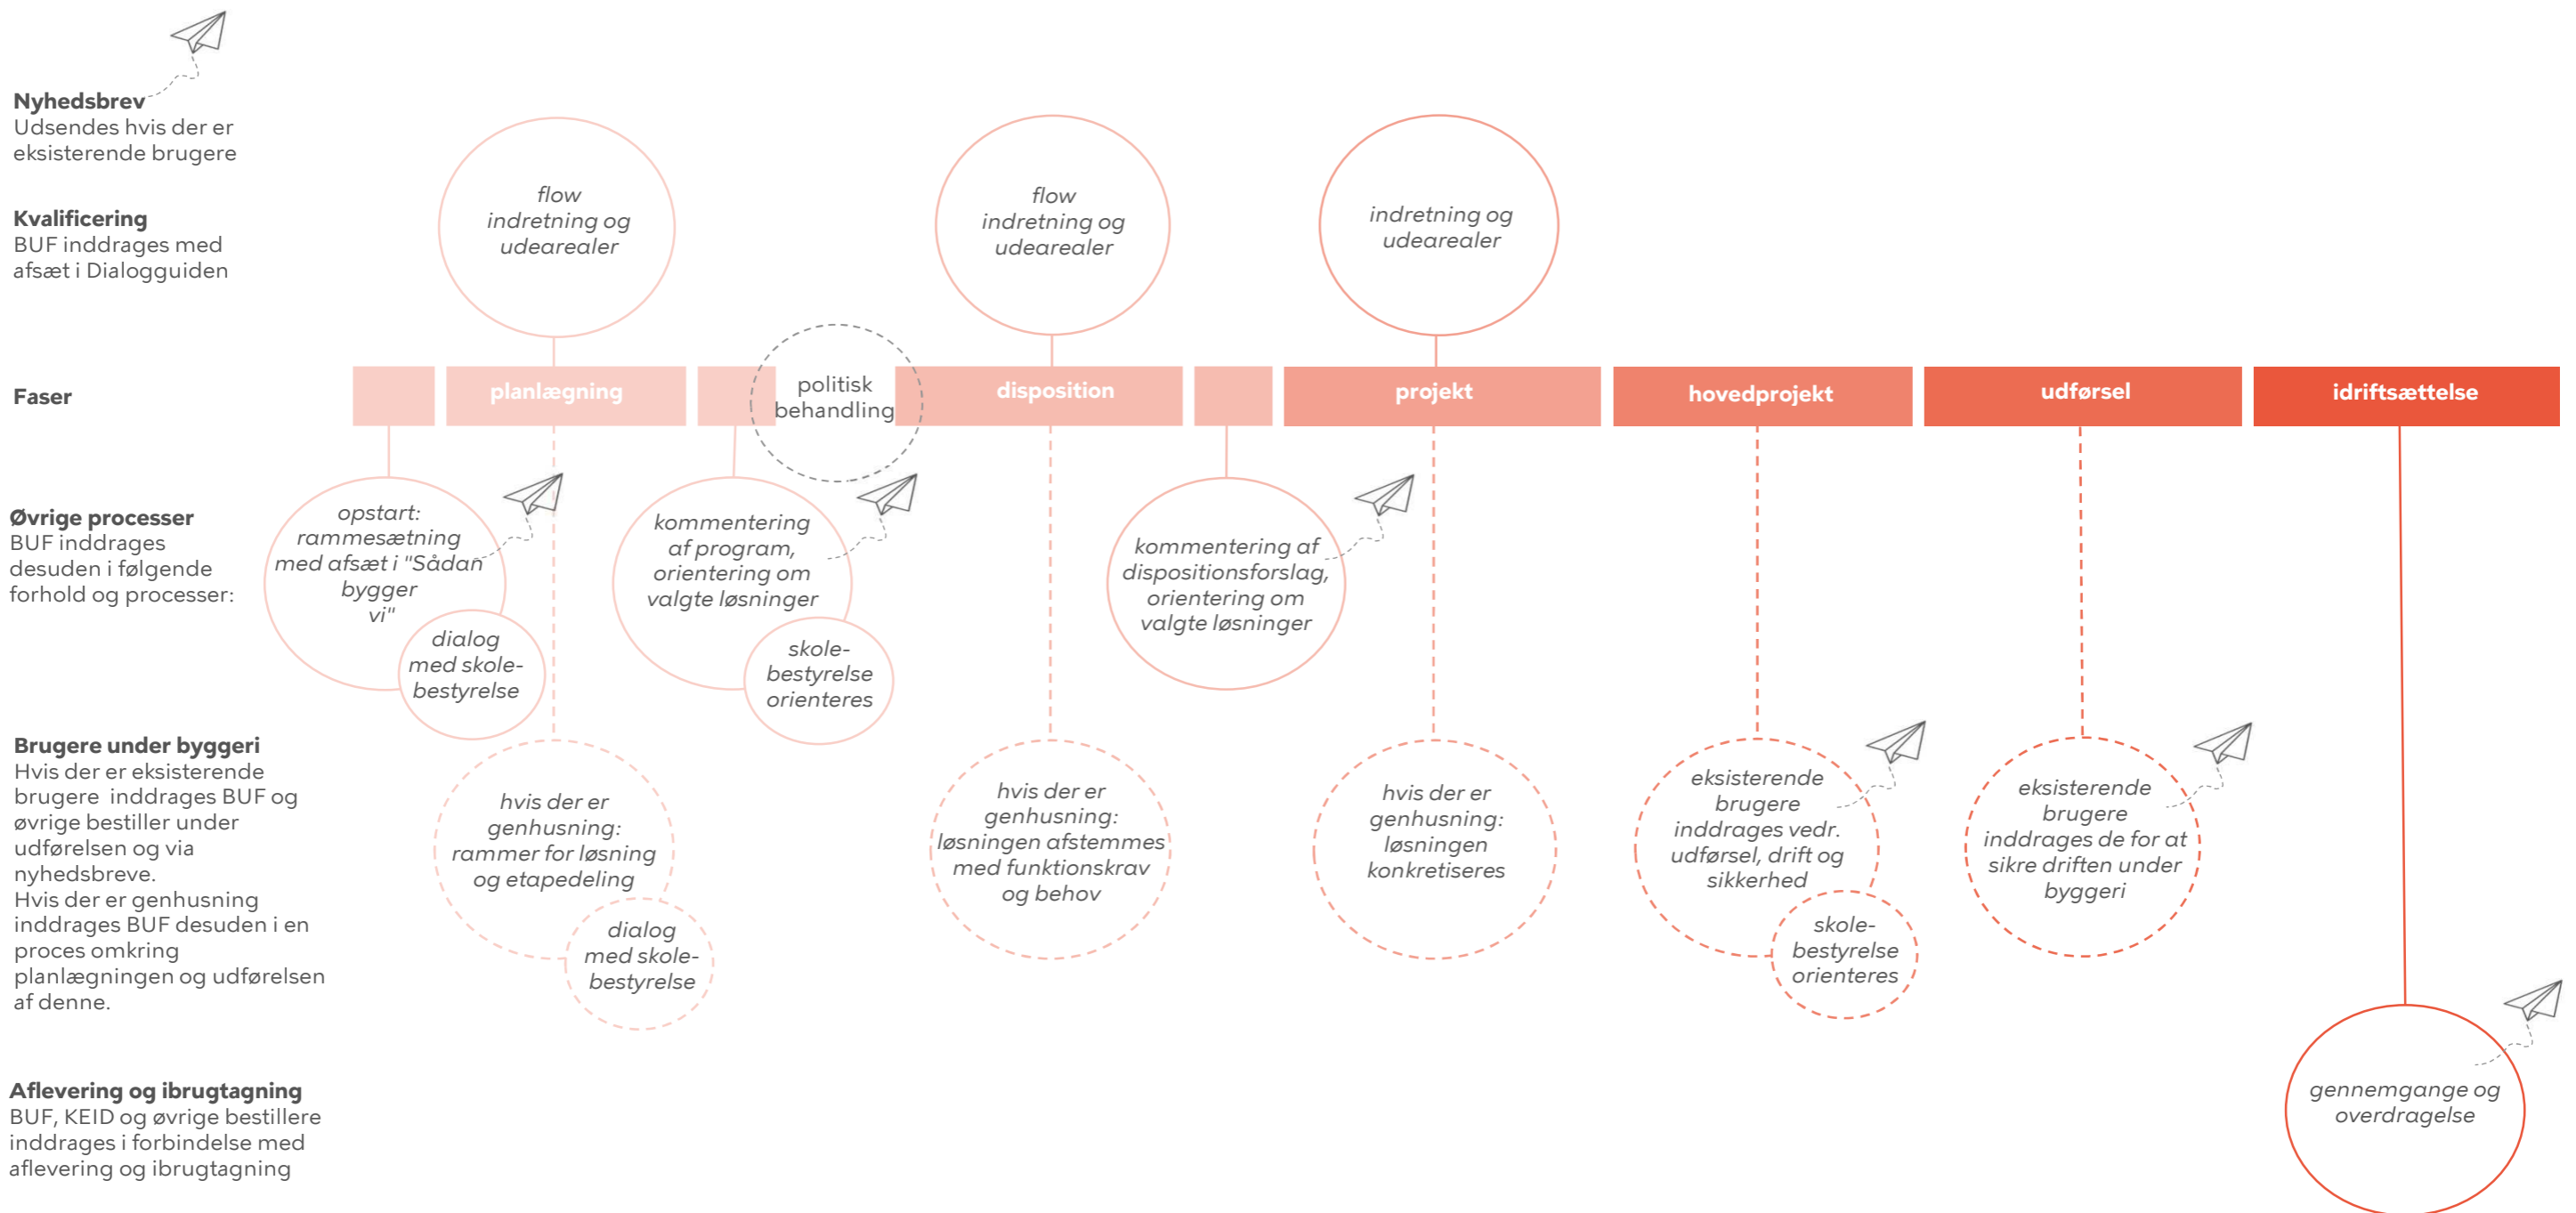 Nyhedsbrev
Udsendes hvis der er
eksisterende brugere
Kvalificering
BUF inddrages med
afsæt i Dialogguiden
flow
indretning og
udearealer
flow
indretning og
udearealer
indretning og
udearealer
Faser
planlægning
politisk
behandling
disposition
projekt
hovedprojekt
udførsel
idriftsættelse
Øvrige processer
BUF inddrages
desuden i følgende
forhold og processer:
opstart:
rammesætning
med afsæt i "Sådan
bygger
vi"
dialog
med skole-
bestyrelse
kommentering
af program,
orientering om
valgte løsninger
skole-
bestyrelse
orienteres
kommentering af
dispositionsforslag,
orientering om
valgte løsninger
Brugere under byggeri
Hvis der er eksisterende
brugere inddrages BUF og
øvrige bestiller under
udførelsen og via
nyhedsbreve.
Hvis der er genhusning
inddrages BUF desuden i en
proces omkring
planlægningen og udførelsen
af denne.
hvis der er
genhusning:
rammer for løsning
og etapedeling
dialog
med skole-
bestyrelse
hvis der er
genhusning:
løsningen afstemmes
med funktionskrav
og behov
hvis der er
genhusning:
løsningen
konkretiseres
eksisterende
brugere
inddrages vedr.
udførsel, drift og
sikkerhed
skole-
bestyrelse
orienteres
eksisterende
brugere
inddrages de for at
sikre driften under
byggeri
Aflevering og ibrugtagning
BUF, KEID og øvrige bestillere
inddrages i forbindelse med
aflevering og ibrugtagning
gennemgange og
overdragelse